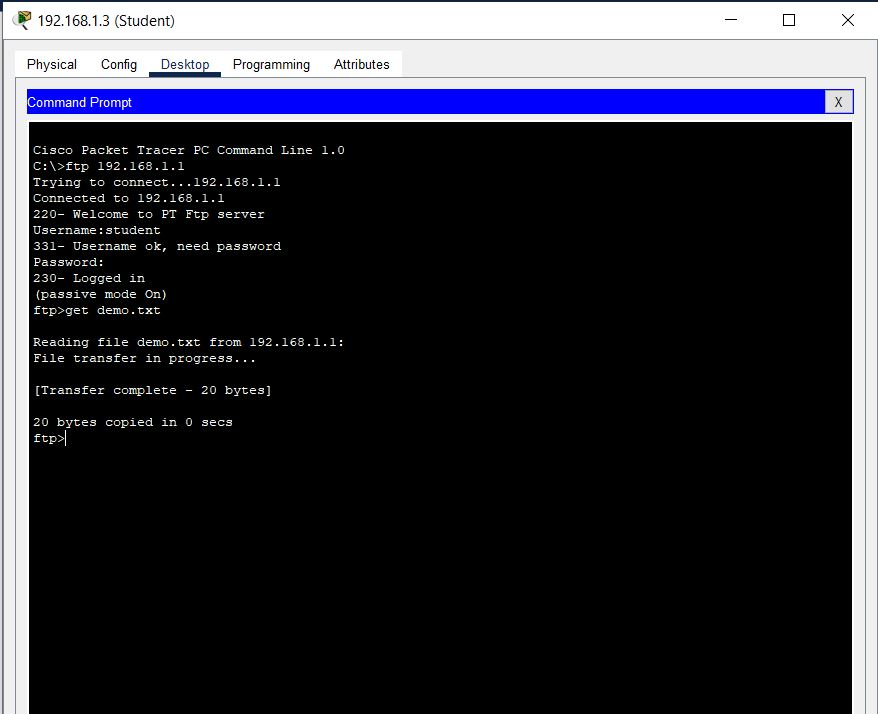 192.168.1.3 (Student)
Physical Config Desktop Programming Attributes
Command Prompt X
Cisco Packet Tracer PC Command Line 1.0
C:\>ftp 192.168.1.1
Trying to connect...192.168.1.1
Connected to 192.168.1.1
220- Welcome to PT Ftp server
Username:student
331- Username ok, need password
Password:
230- Logged in
(passive mode On)
ftp>get demo.txt
Reading file demo.txt from 192.168.1.1:
File transfer in progress...
[Transfer complete - 20 bytes]
20 bytes copied in 0 secs
ftp>